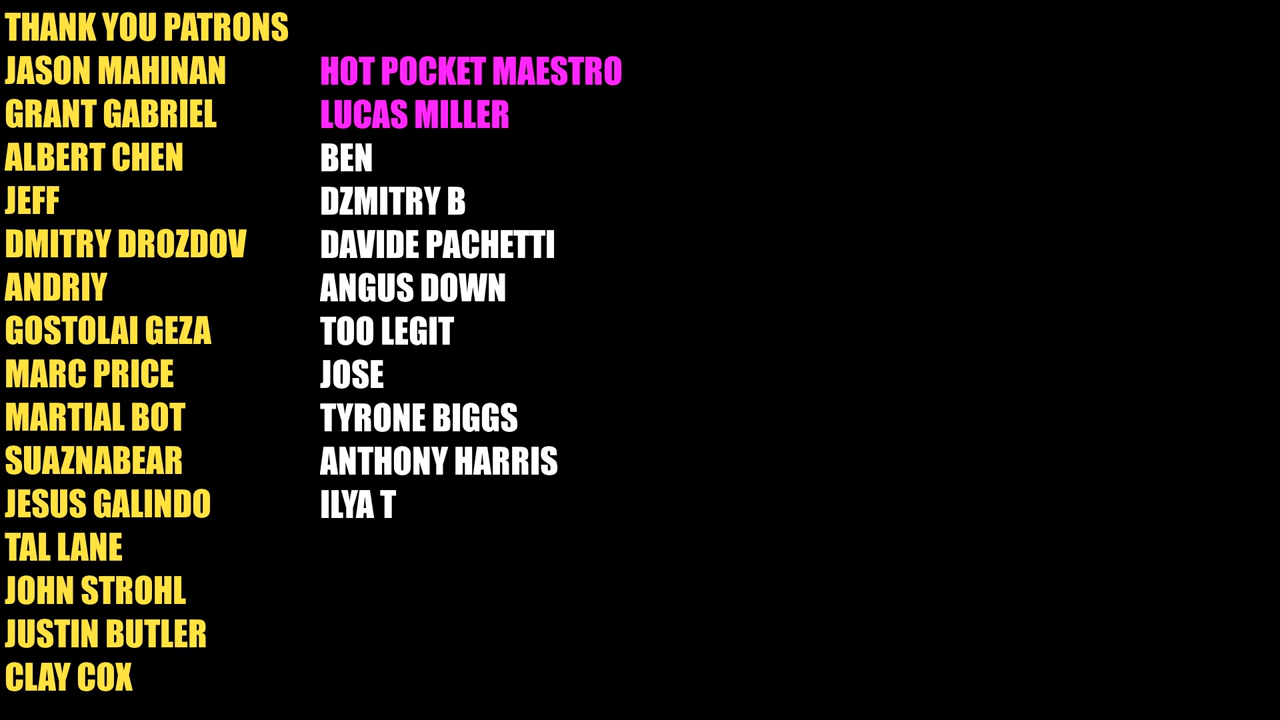 THANK YOU PATRONS
JASON MAHINAN
GRANT GABRIEL
ALBERT CHEN
JEFF
DMITRY DROZDOV
ANDRIY
GOSTOLAI GEZA
MARC PRICE
MARTIAL BOT
SUAZNABEAR
JESUS GALINDO
TAL LANE
JOHN STROHL
JUSTIN BUTLER
CLAY COX
HOT POCKET MAESTRO
LUCAS MILLER
BEN
DZMITRY B
DAVIDE PACHETTI
ANGUS DOWN
TOO LEGIT
JOSE
TYRONE BIGGS
ANTHONY HARRIS
ILYA T